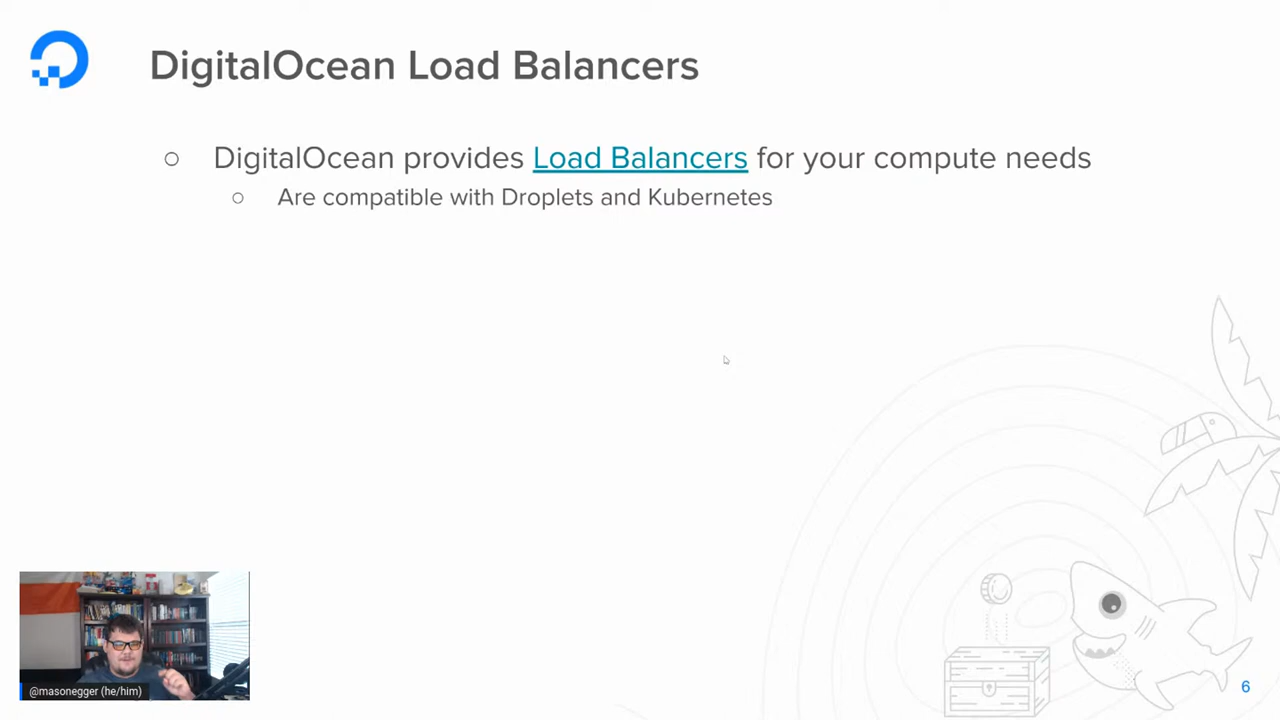 DigitalOcean Load Balancers
DigitalOcean provides Load Balancers for your compute needs
Are compatible with Droplets and Kubernetes
@masonegger (he/him)
6